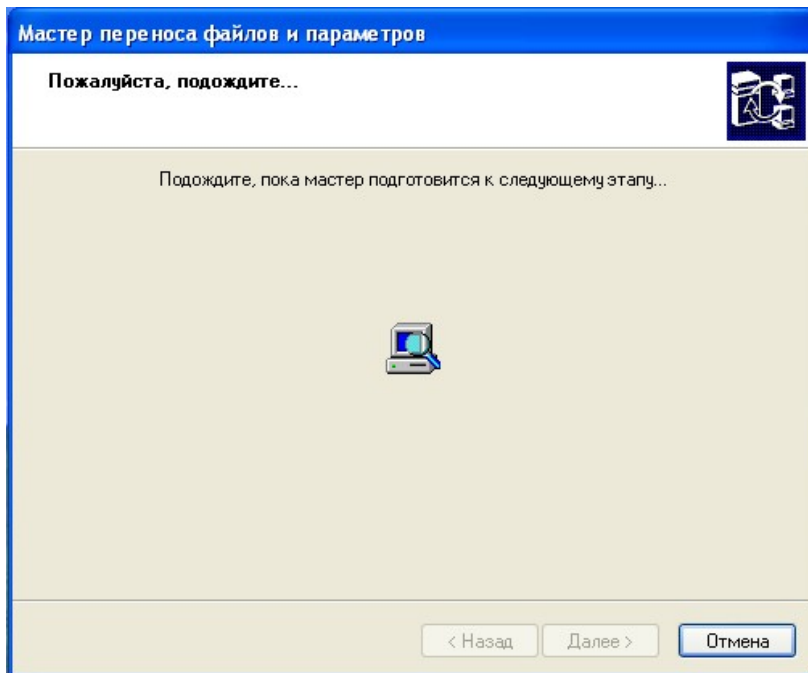 Мастер переноса файлов и параметров
Пожалуйста, подождите...
Подождите, пока мастер подготовится к следующему этапу...
< Назад
Далее >
Отмена